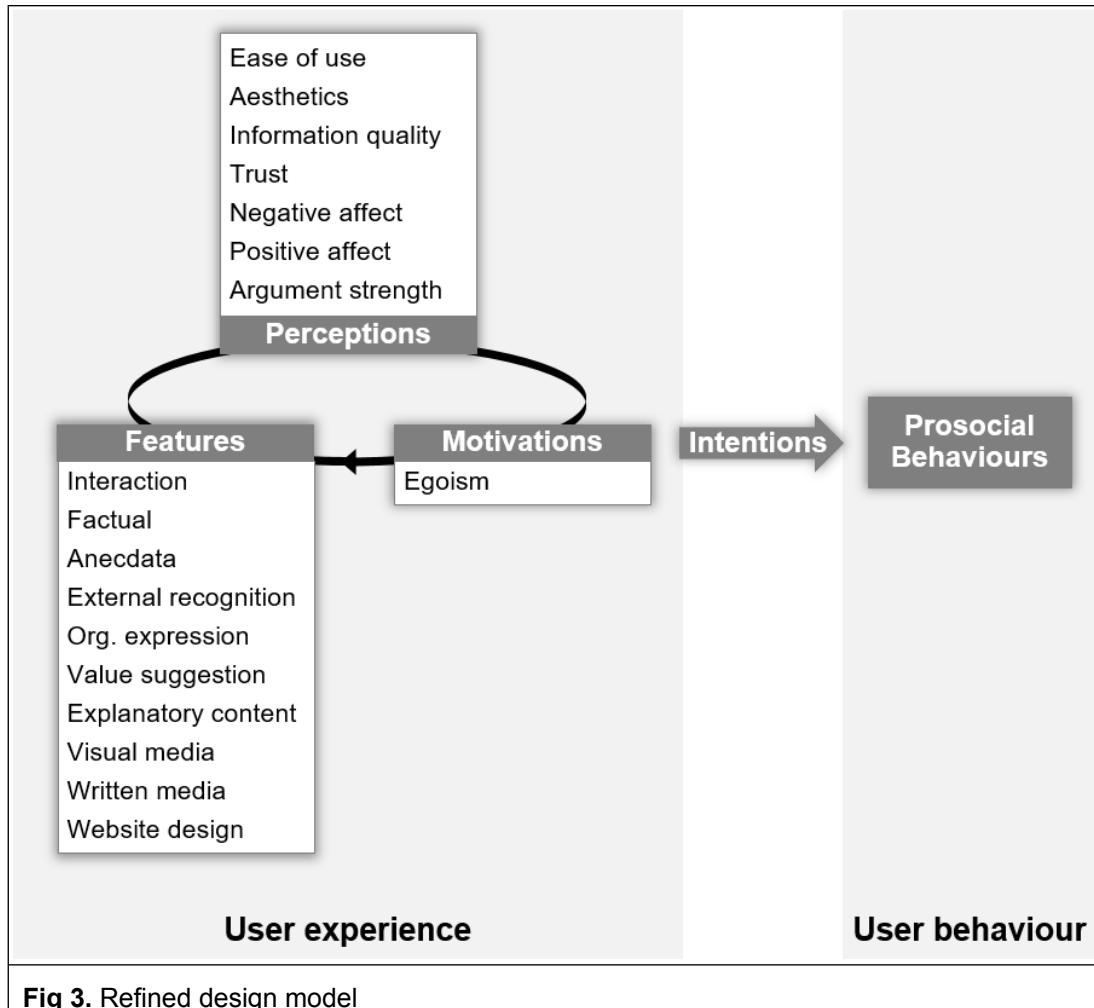 Ease of use
Aesthetics
Information quality
Trust
Negative affect
Positive affect
Argument strength
Perceptions
Features
Interaction
Factual
Anecdata
External recognition
Org. expression
Value suggestion
Explanatory content
Visual media
Written media
Website design
Motivations
Egoism
Intentions
Prosocial
Behaviours
User experience
User behaviour
Fig 3. Refined design model